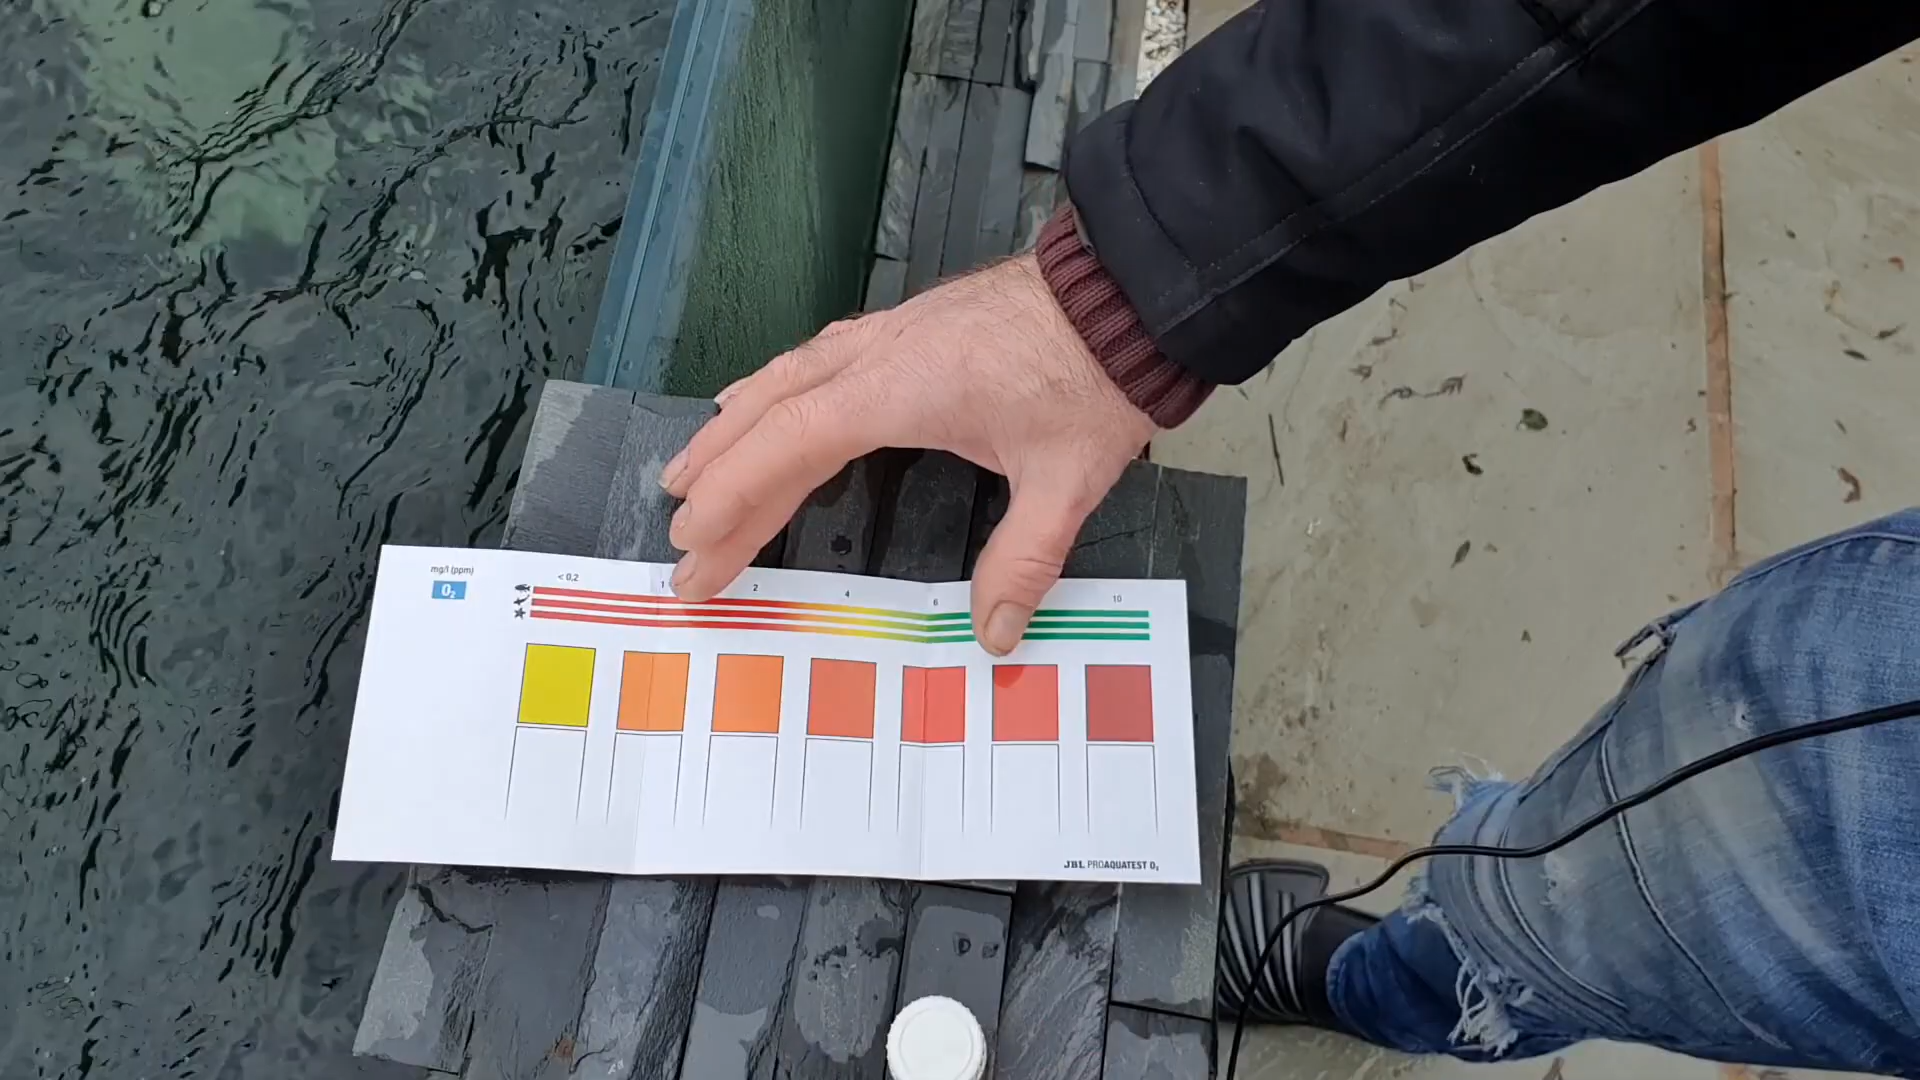 mg/l (ppm)
O₂
< 0,2 1 2 4 6 10
JBL PROAQUATEST O₂